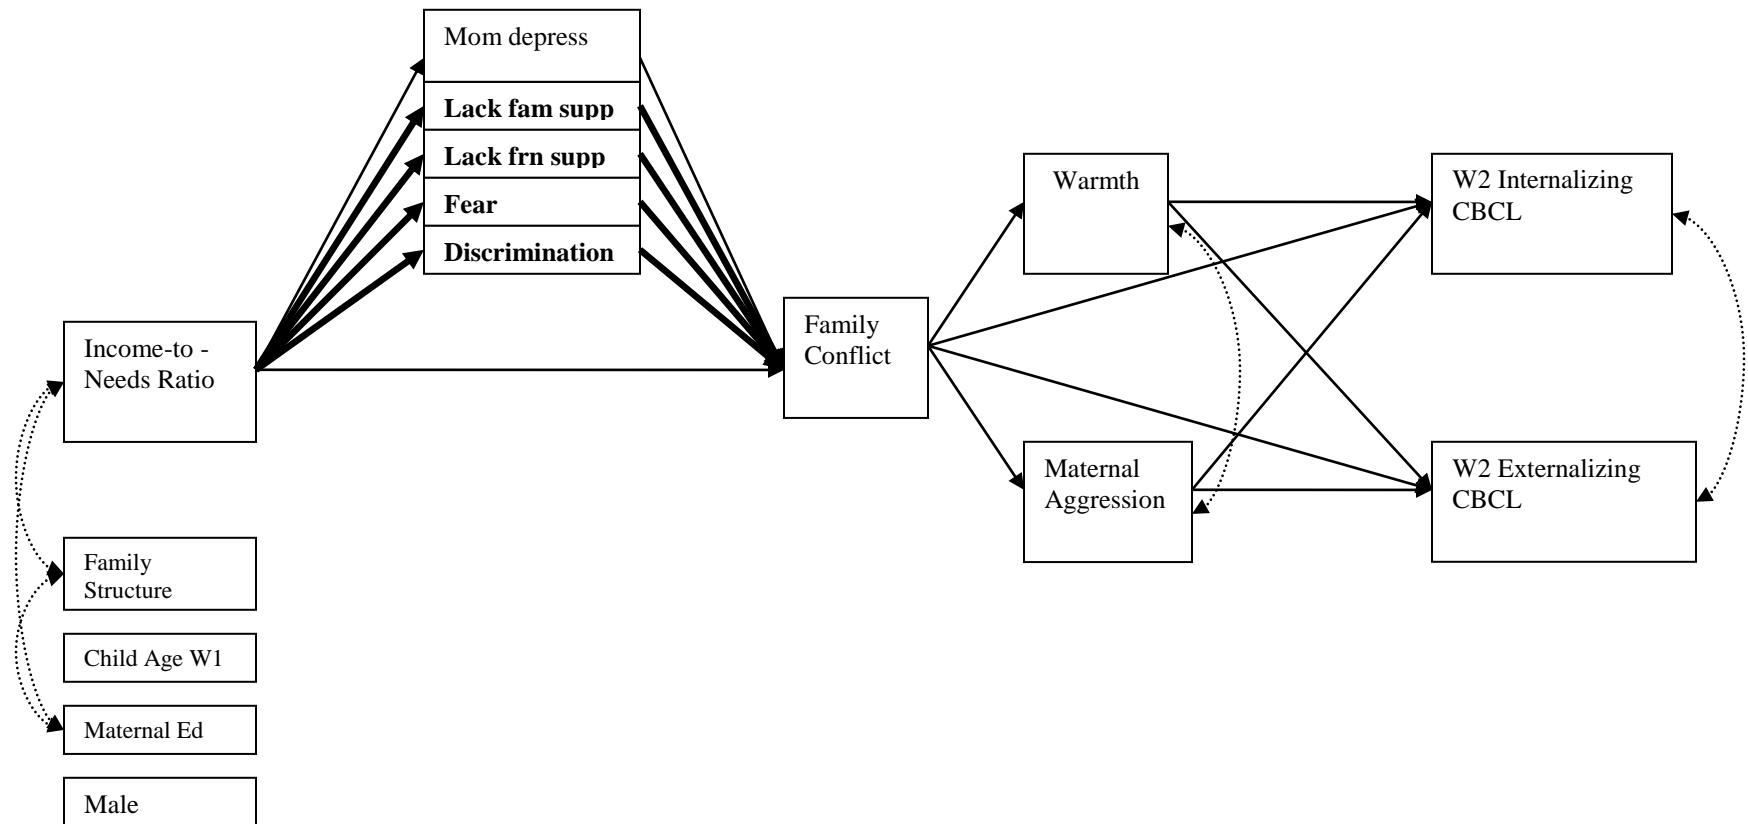 Mom depress
Lack fam supp
Lack frn supp
Fear
Discrimination
Income-to -
Needs Ratio
Family
Conflict
Warmth
Maternal
Aggression
W2 Internalizing
CBCL
W2 Externalizing
CBCL
Family
Structure
Child Age W1
Maternal Ed
Male